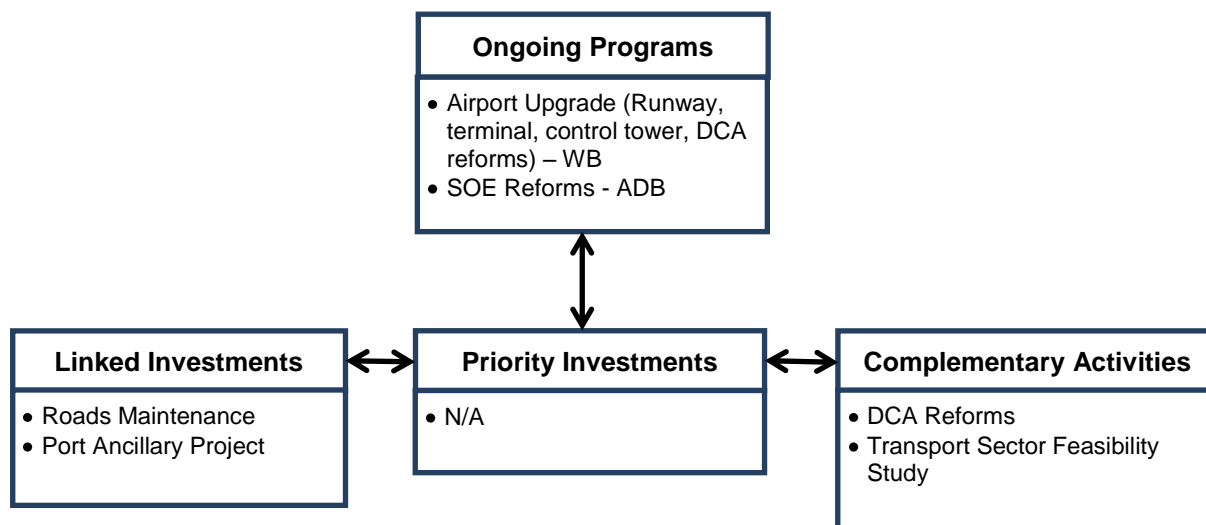 Ongoing Programs
• Airport Upgrade (Runway,
terminal, control tower, DCA
reforms) – WB
• SOE Reforms - ADB
Linked Investments
• Roads Maintenance
• Port Ancillary Project
Priority Investments
• N/A
Complementary Activities
• DCA Reforms
• Transport Sector Feasibility
Study